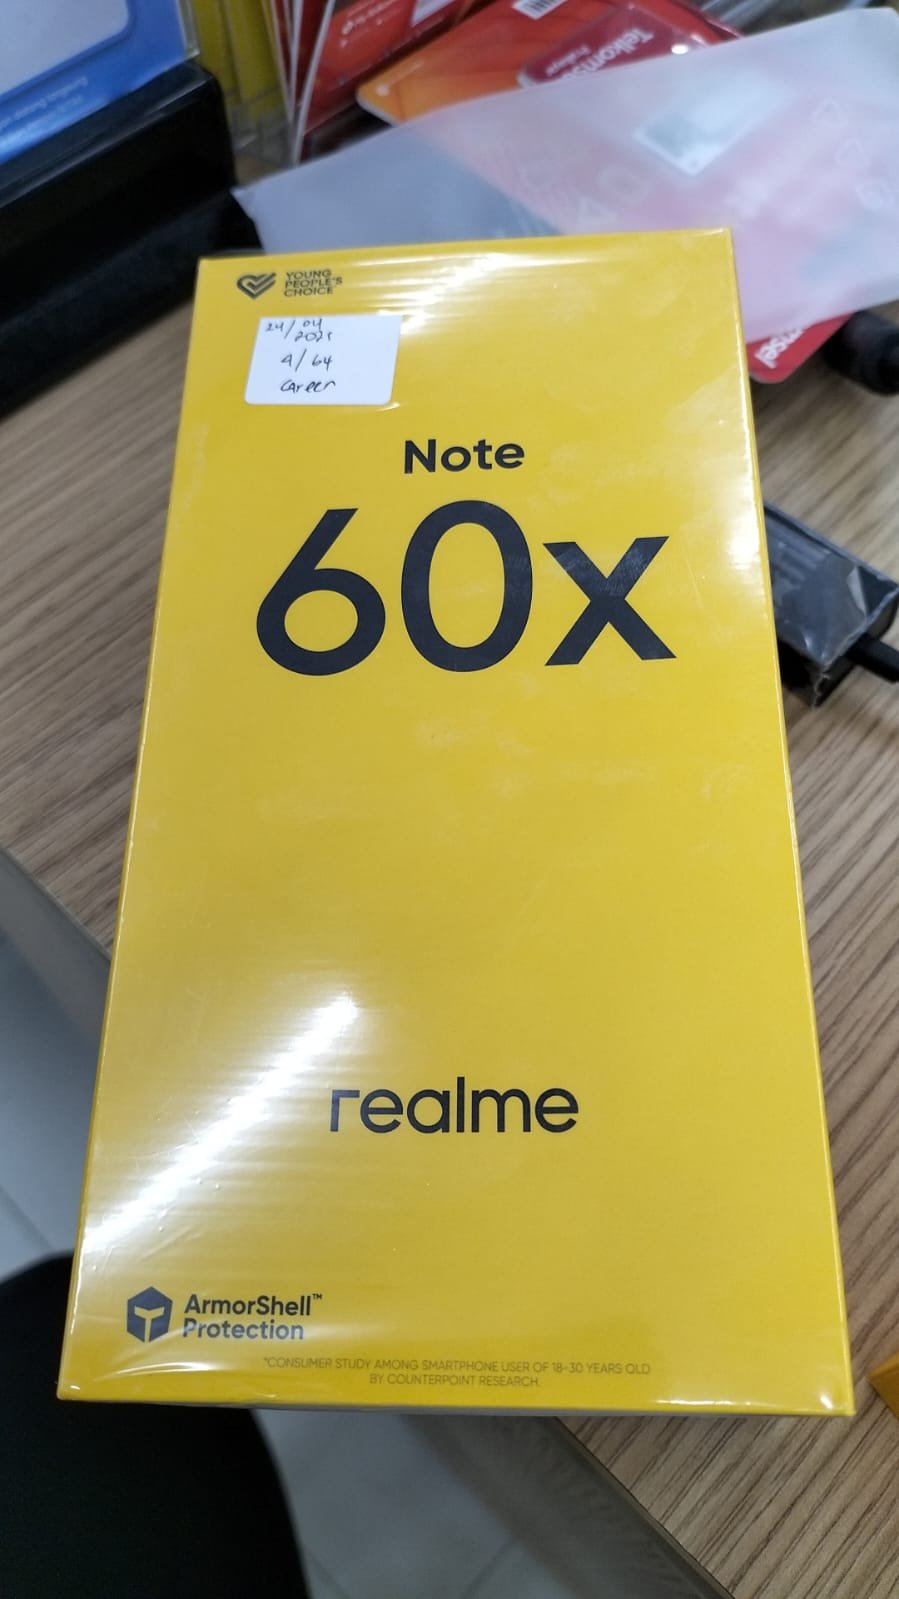 YOUNG
PEOPLE'S
CHOICE
24/04
2025
4/64
Career
Note
60x
realme
ArmorShell™
Protection
*CONSUMER STUDY AMONG SMARTPHONE USER OF 18-30 YEARS OLD
BY COUNTERPOINT RESEARCH.